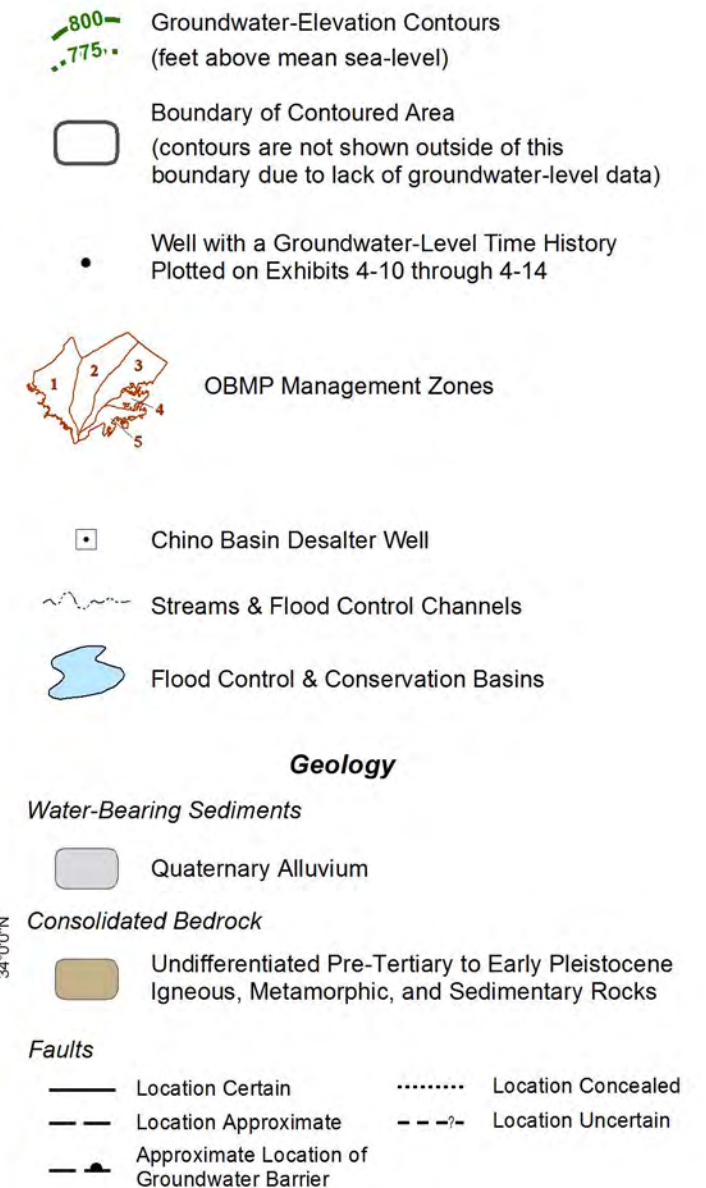 800
775
Groundwater-Elevation Contours
(feet above mean sea-level)
Boundary of Contoured Area
(contours are not shown outside of this
boundary due to lack of groundwater-level data)
Well with a Groundwater-Level Time History
Plotted on Exhibits 4-10 through 4-14
1
2
3
4
5
OBMP Management Zones
Chino Basin Desalter Well
Streams & Flood Control Channels
Flood Control & Conservation Basins
Geology
Water-Bearing Sediments
Quaternary Alluvium
34°0'0"N
Consolidated Bedrock
Undifferentiated Pre-Tertiary to Early Pleistocene
Igneous, Metamorphic, and Sedimentary Rocks
Faults
Location Certain
Location Concealed
Location Approximate
?
Location Uncertain
Approximate Location of
Groundwater Barrier